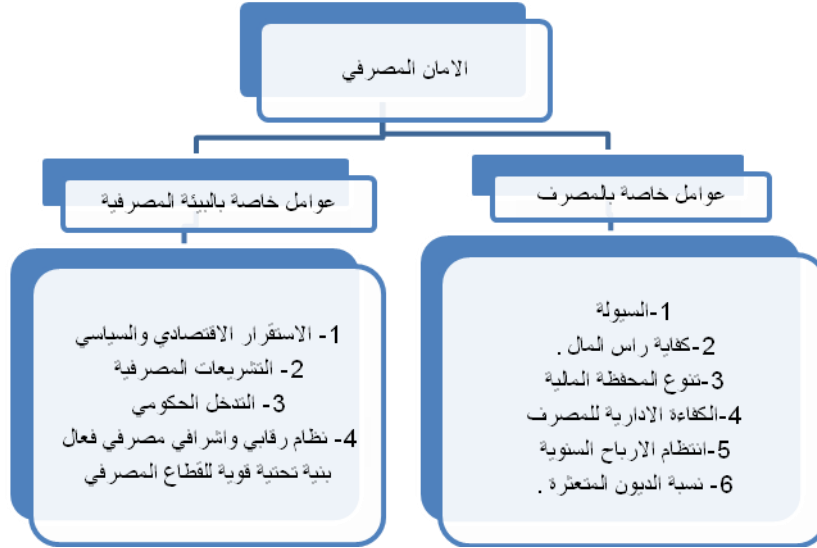 الامان المصرفي
عوامل خاصة بالمصرف
1-السيولة
2-كفاية راس المال .
3-تنوع المحفظة المالية
4-الكفاءة الادارية للمصرف
5-انتظام الارباح السنوية
6- نسبة الديون المتعثرة .
عوامل خاصة بالبيئة المصرفية
1- الاستقرار الاقتصادي والسياسي
2- التشريعات المصرفية
3- التدخل الحكومي
4- نظام رقابي واشرافي مصرفي فعال
بنية تحتية قوية للقطاع المصرفي